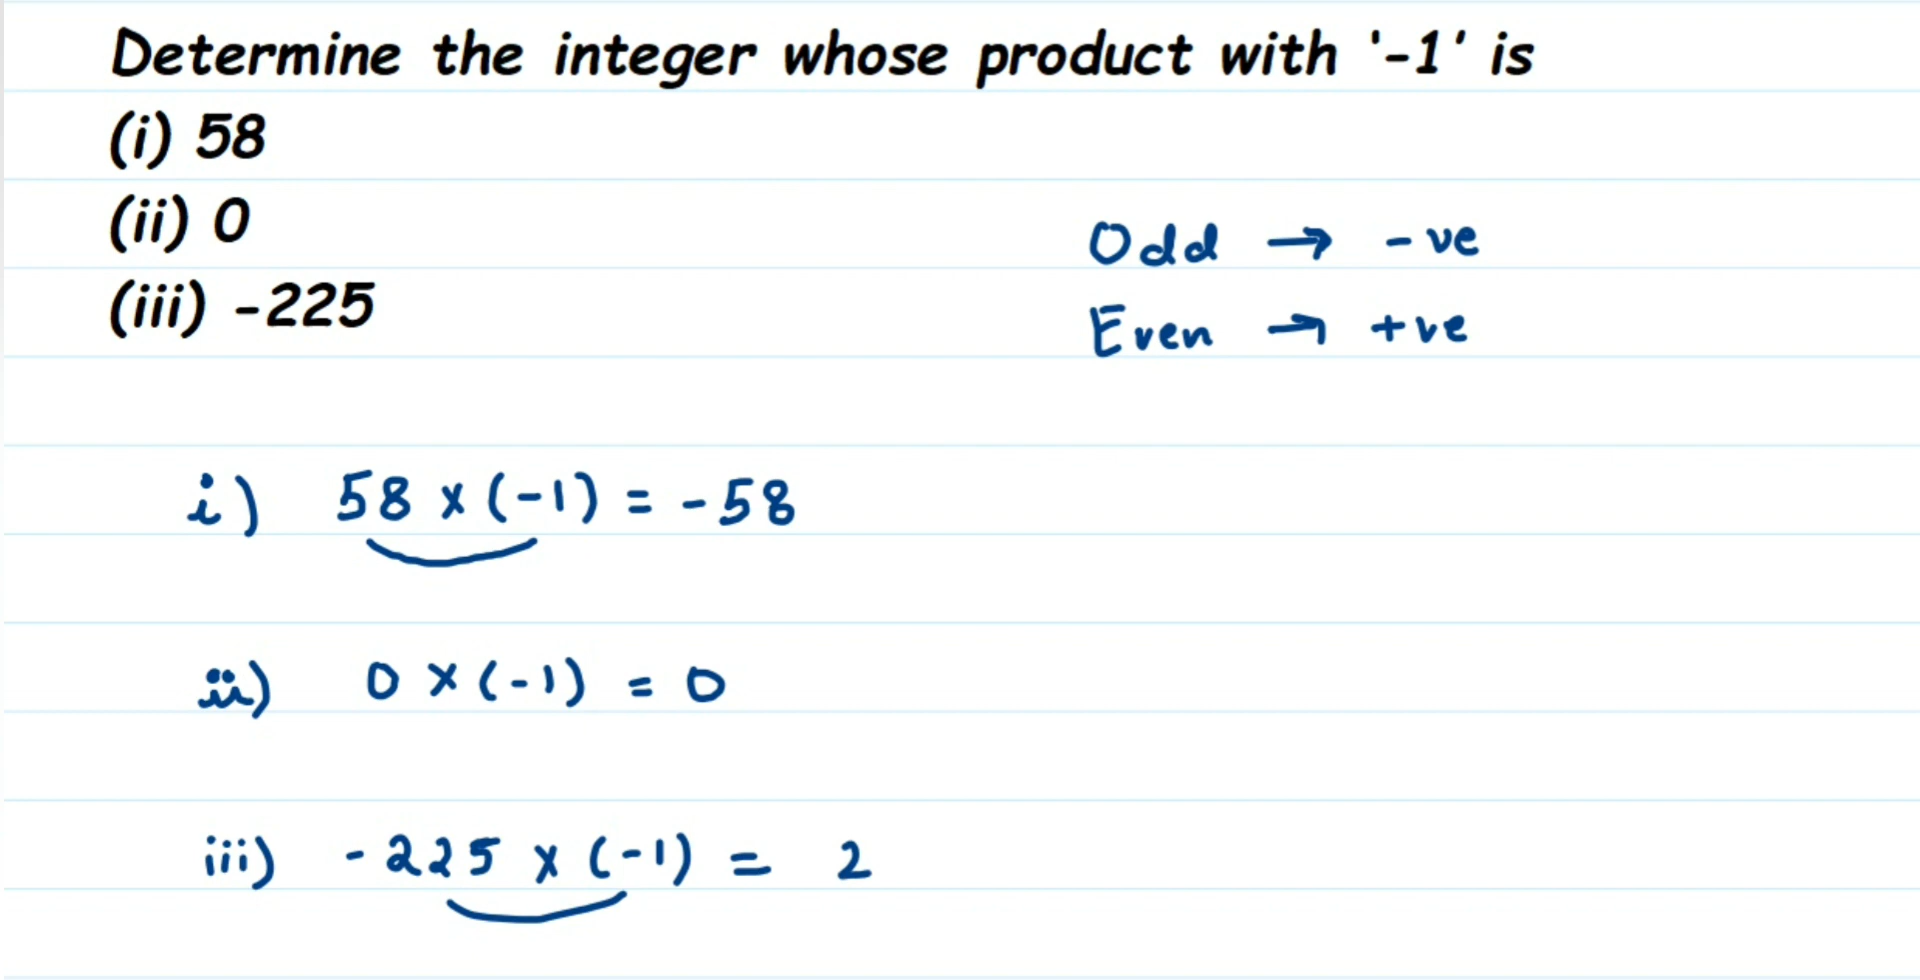 Determine the integer whose product with '-1' is
(i) 58
(ii) 0
(iii) -225
Odd → -ve
Even → +ve
i) 58 x (-1) = -58
ii) 0 x (-1) = 0
iii) -225 x (-1) = 2